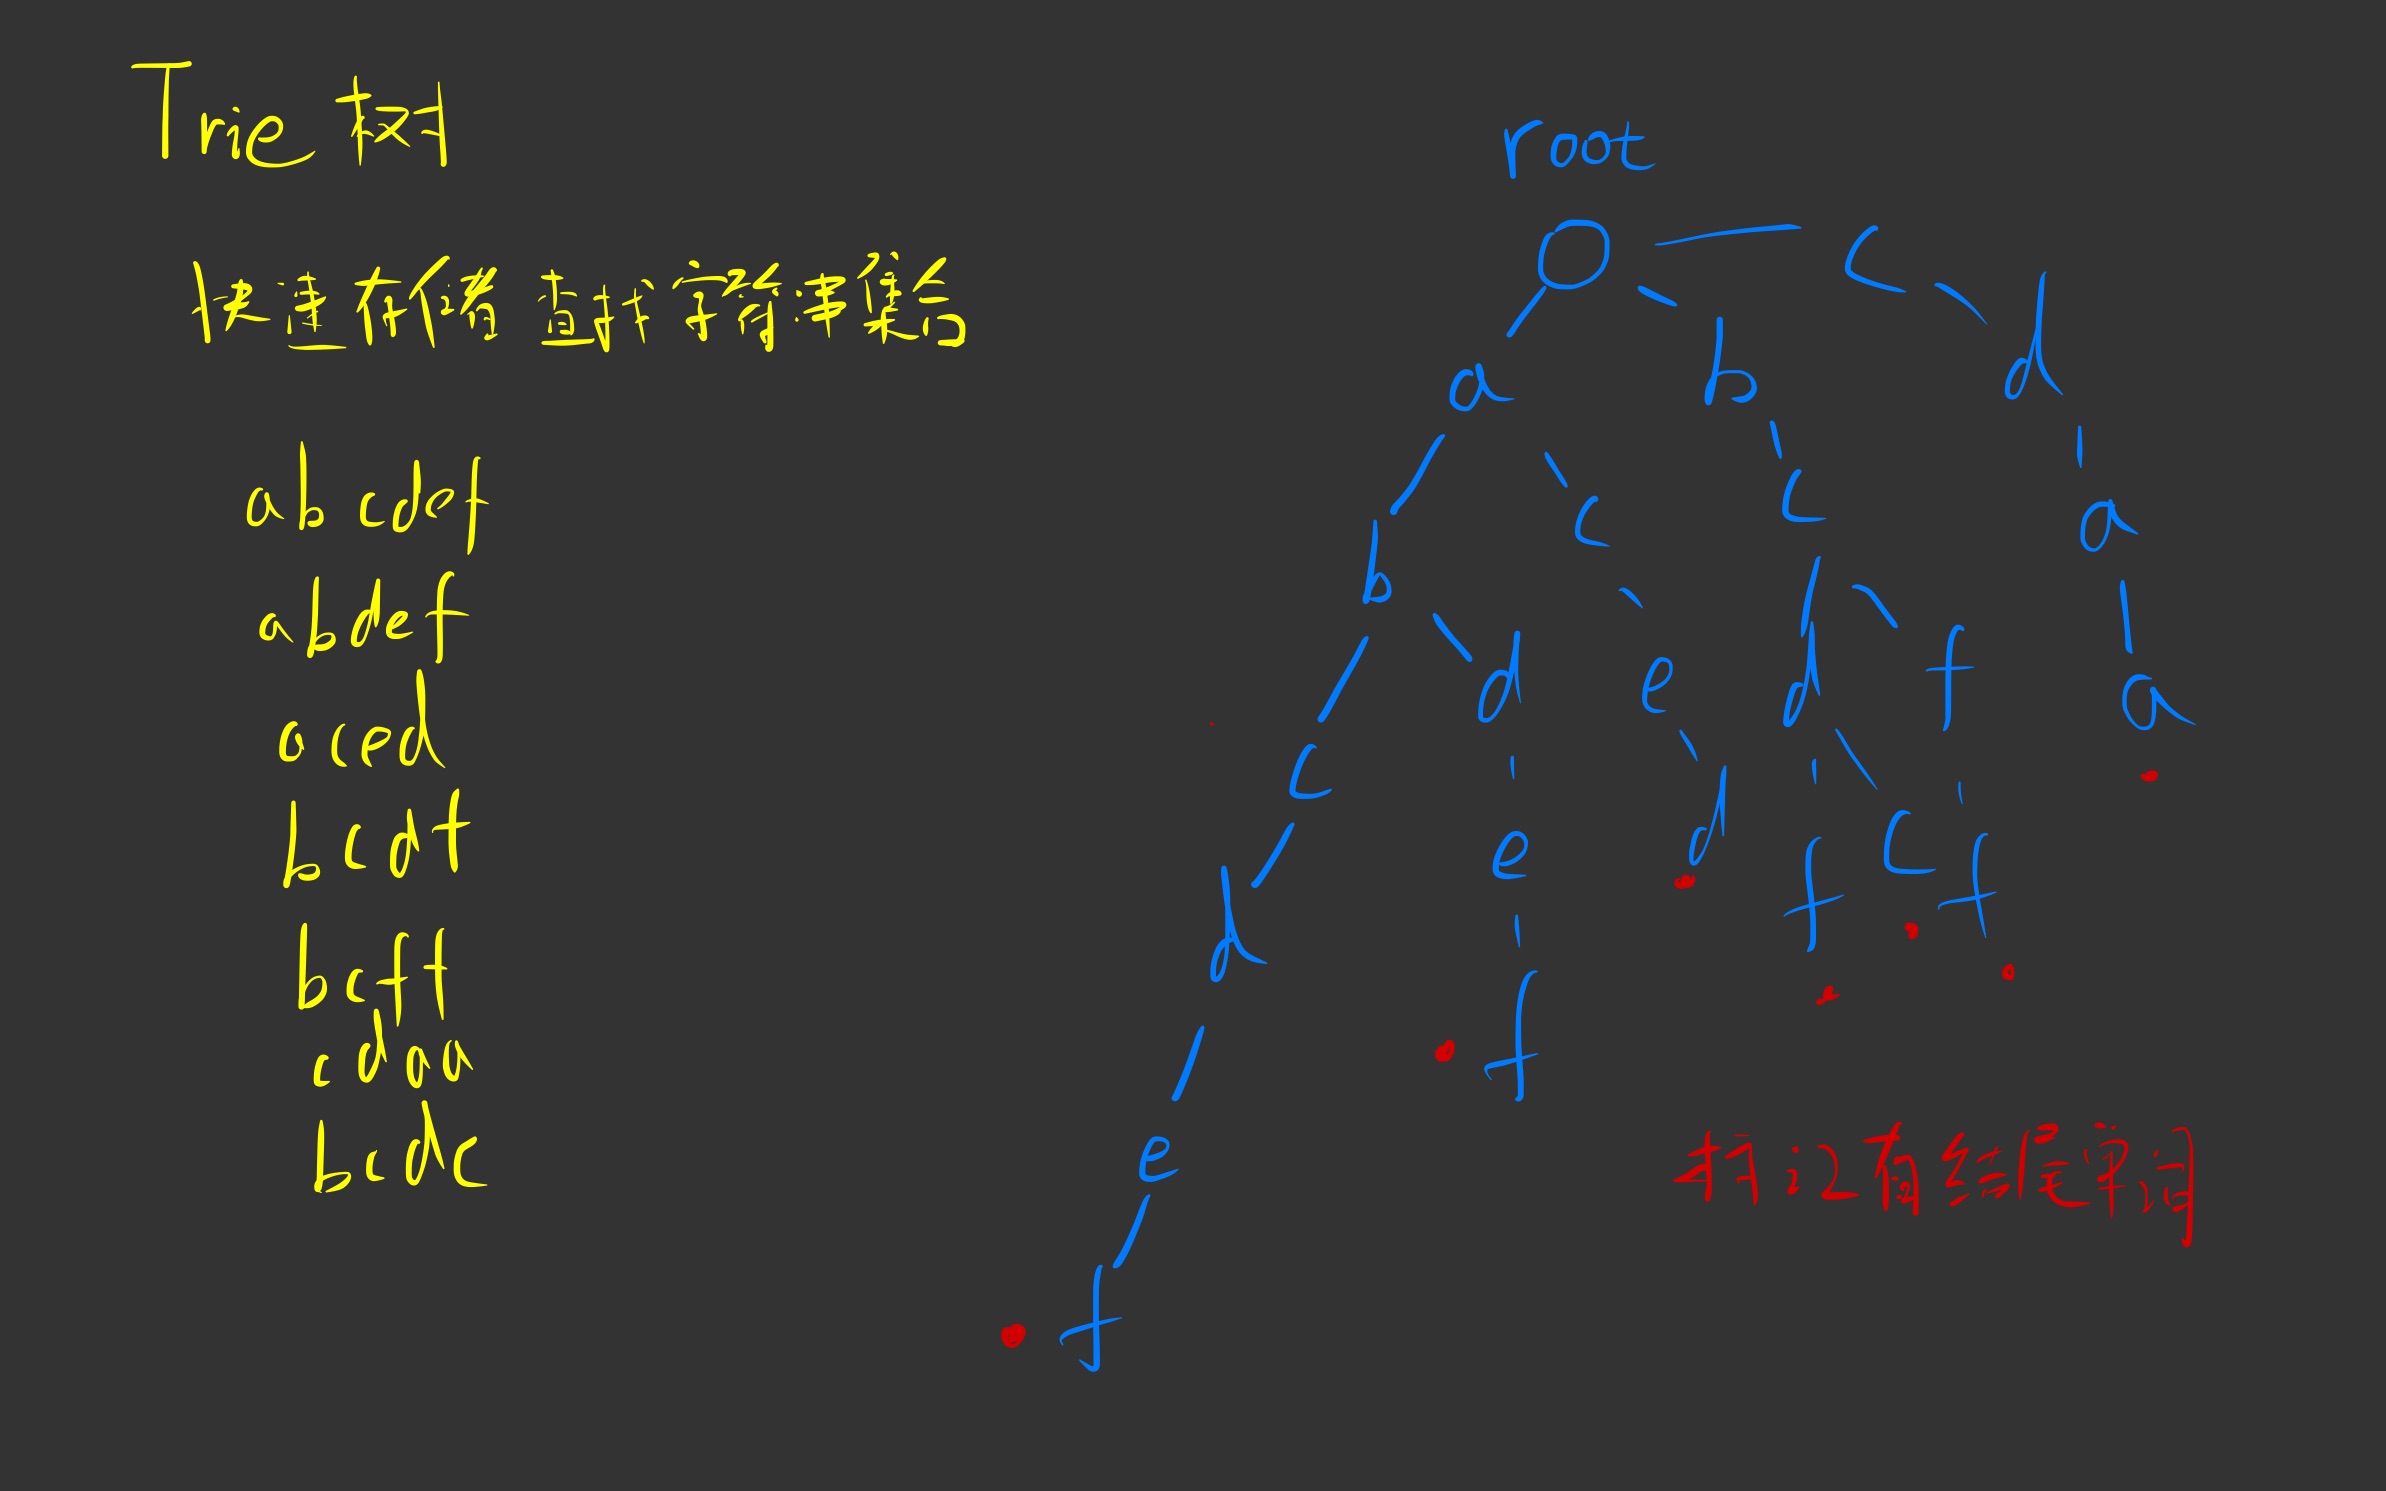 Trie 树
快速存储 查找 字符串集合
abcdef
abdef
aced
bcdf
bcff
cdaa
bcdc
root
O c
a b d
b c c a
c d e d f a
d e d f c f
e f
f
标记有结尾单词